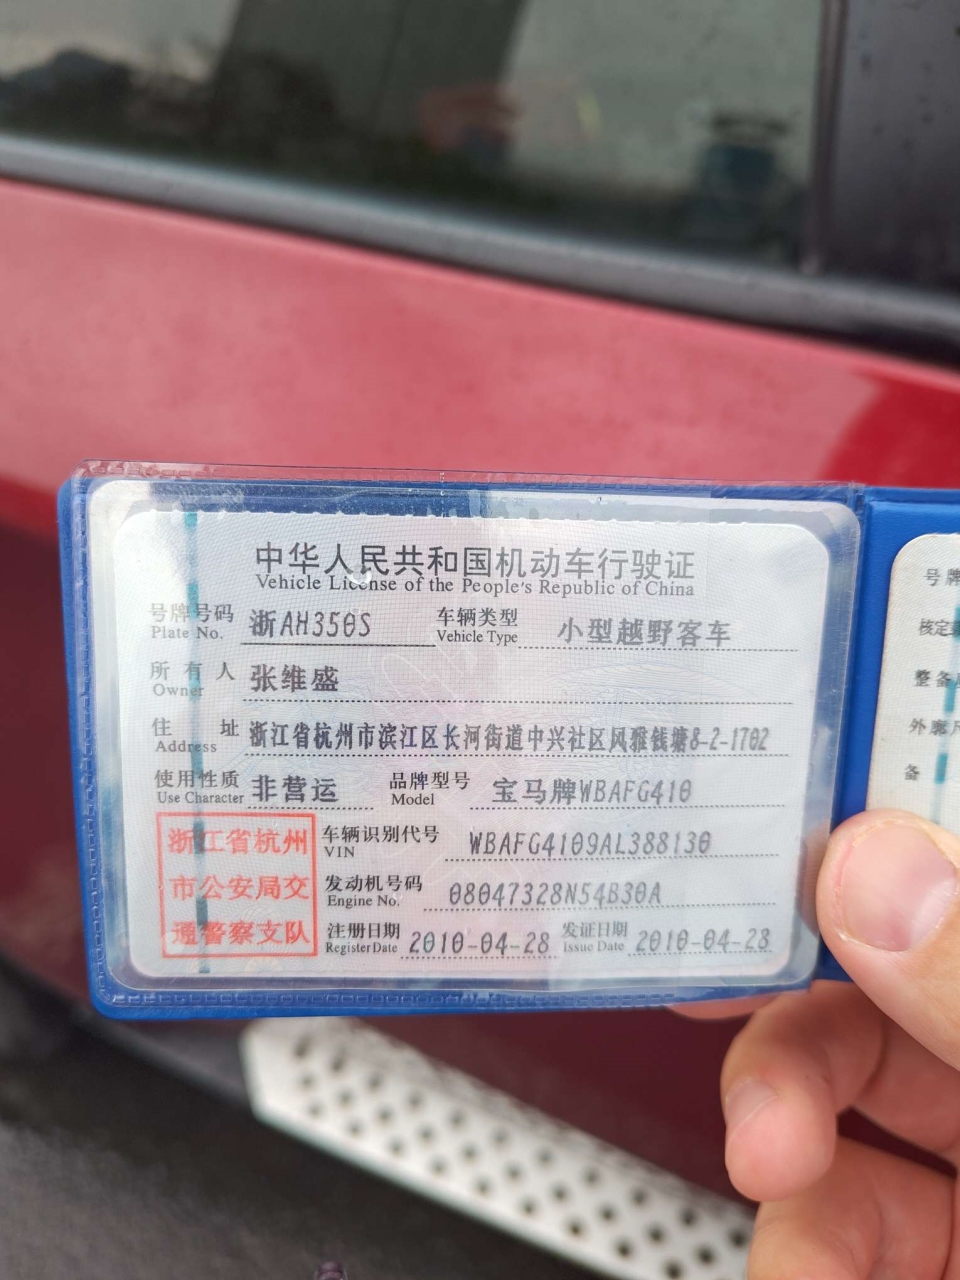 中华人民共和国机动车行驶证
Vehicle License of the People's Republic of China
号牌号码 浙AH350S 车辆类型 小型越野客车
Plate No. Vehicle Type
所有人 张维盛
Owner
住址 浙江省杭州市滨江区长河街道中兴社区风雅钱塘8-2-1702
Address
使用性质 非营运 品牌型号 宝马牌WBAFG410
Use Character Model
浙江省杭州
市公安局交
通警察支队
车辆识别代号 WBAFG4109AL388130
VIN
发动机号码 08047328N54B30A
Engine No.
注册日期 2010-04-28 发证日期 2010-04-28
Register Date Issue Date
号牌
核定
整备
外廓尺
备